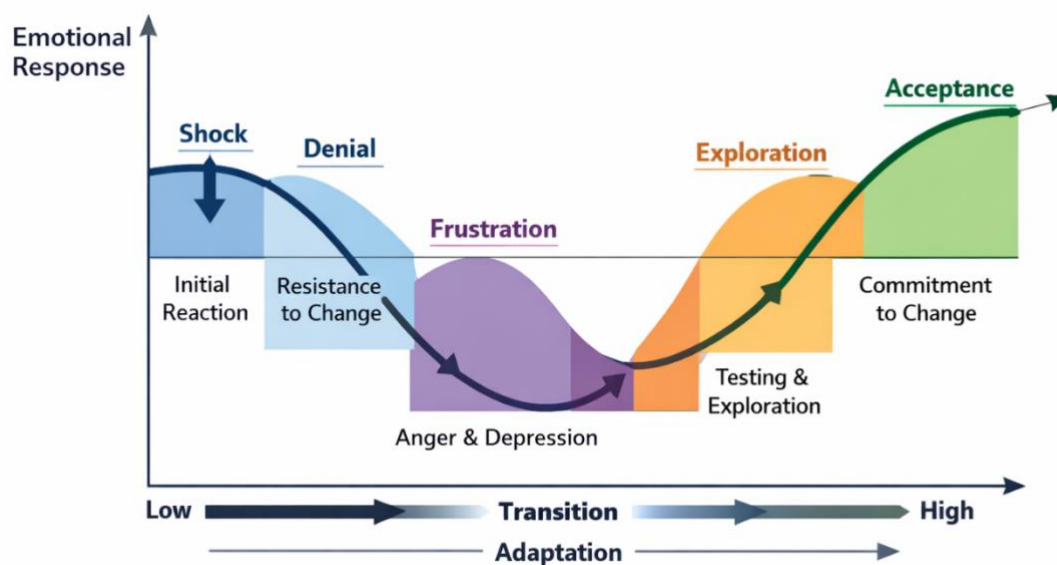 Emotional
Response
Shock
Denial
Frustration
Exploration
Acceptance
Initial
Reaction
Resistance
to Change
Anger & Depression
Testing &
Exploration
Commitment
to Change
Low
Transition
High
Adaptation